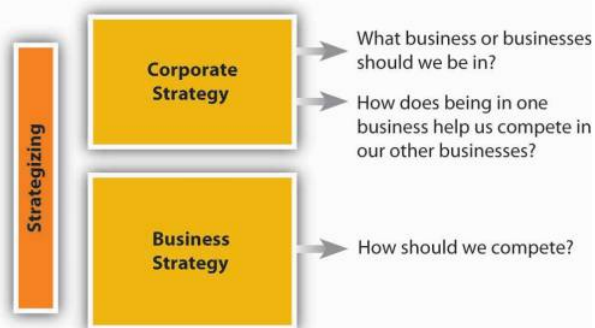 Strategizing
Corporate
Strategy
What business or businesses
should we be in?
How does being in one
business help us compete in
our other businesses?
Business
Strategy
How should we compete?